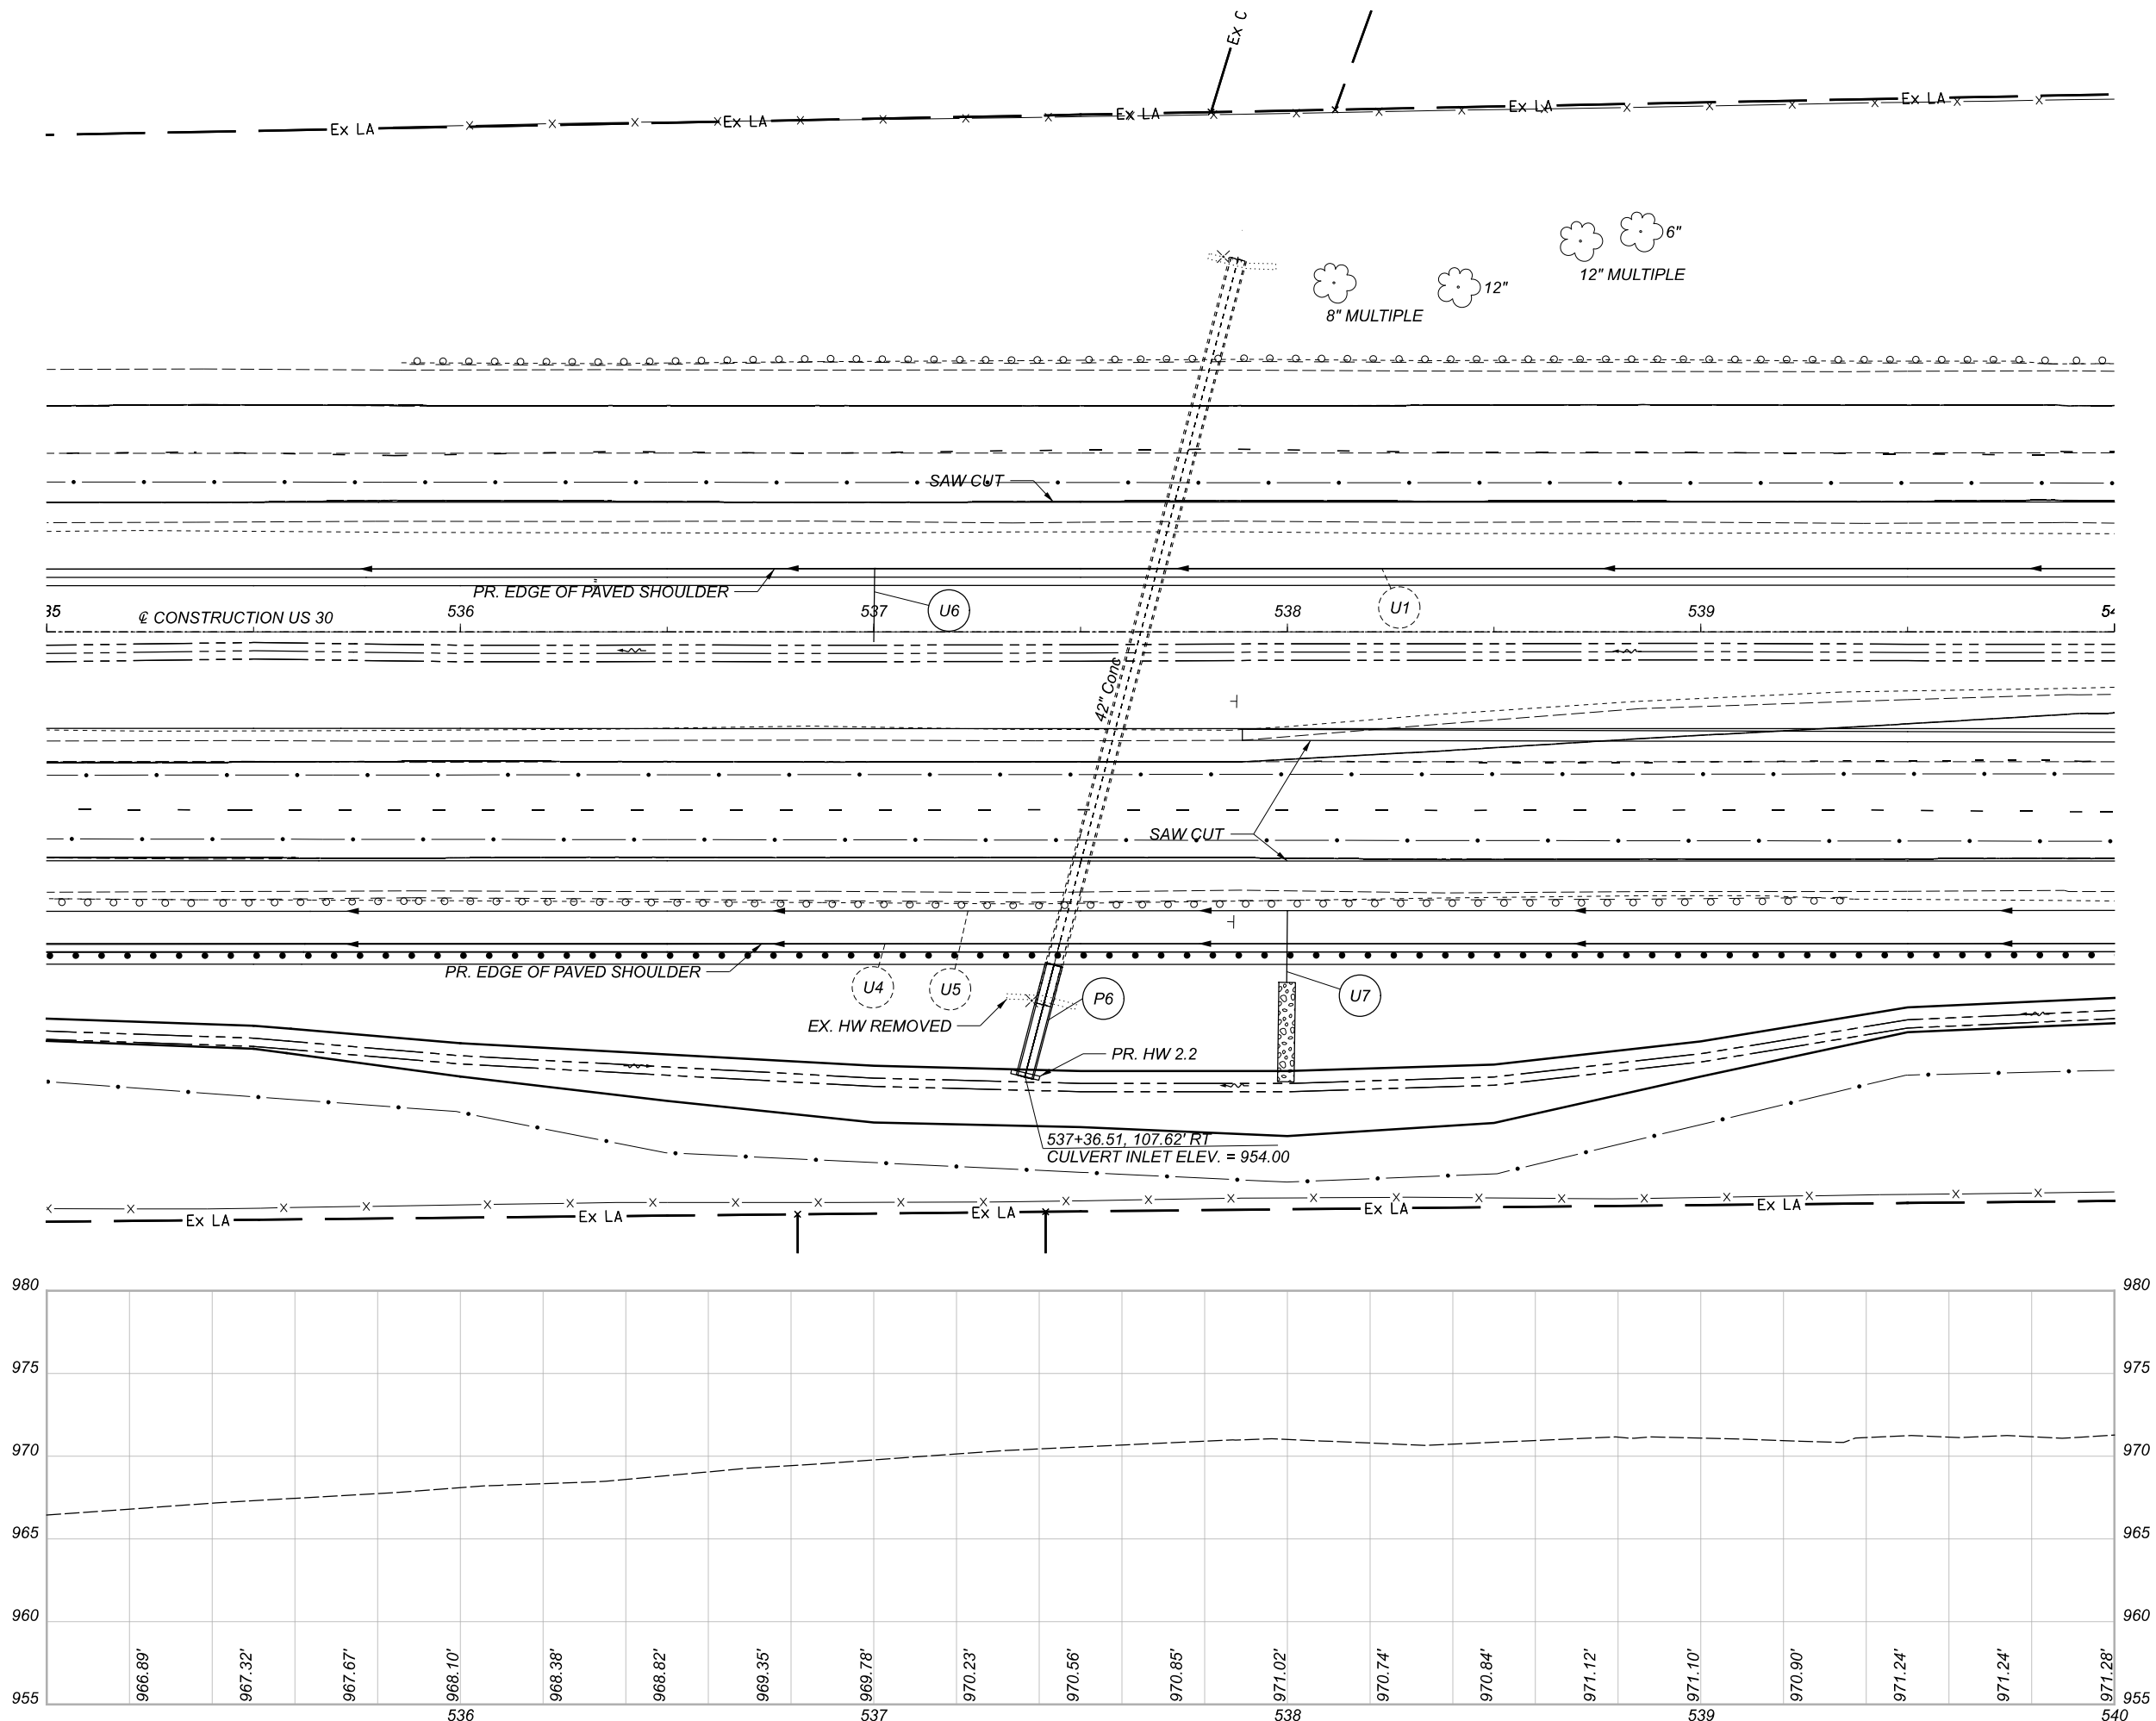 Ex C
Ex LA
Ex LA
Ex LA
Ex LA
Ex LA
6"
12" MULTIPLE
12"
8" MULTIPLE
SAW CUT
PR. EDGE OF PAVED SHOULDER
U6
U1
35
536
537
538
539
54
℄ CONSTRUCTION US 30
42" Conc
SAW CUT
PR. EDGE OF PAVED SHOULDER
U4
U5
P6
U7
EX. HW REMOVED
PR. HW 2.2
537+36.51, 107.62' RT
CULVERT INLET ELEV. = 954.00
Ex LA
Ex LA
Ex LA
Ex LA
Ex LA
980 980
975 975
970 970
965 965
960 960
955 955
966.89' 967.32' 967.67' 968.10' 968.38' 968.82' 969.35' 969.78' 970.23' 970.56' 970.85' 971.02' 970.74' 970.84' 971.12' 971.10' 970.90' 971.24' 971.24' 971.28'
536 537 538 539 540